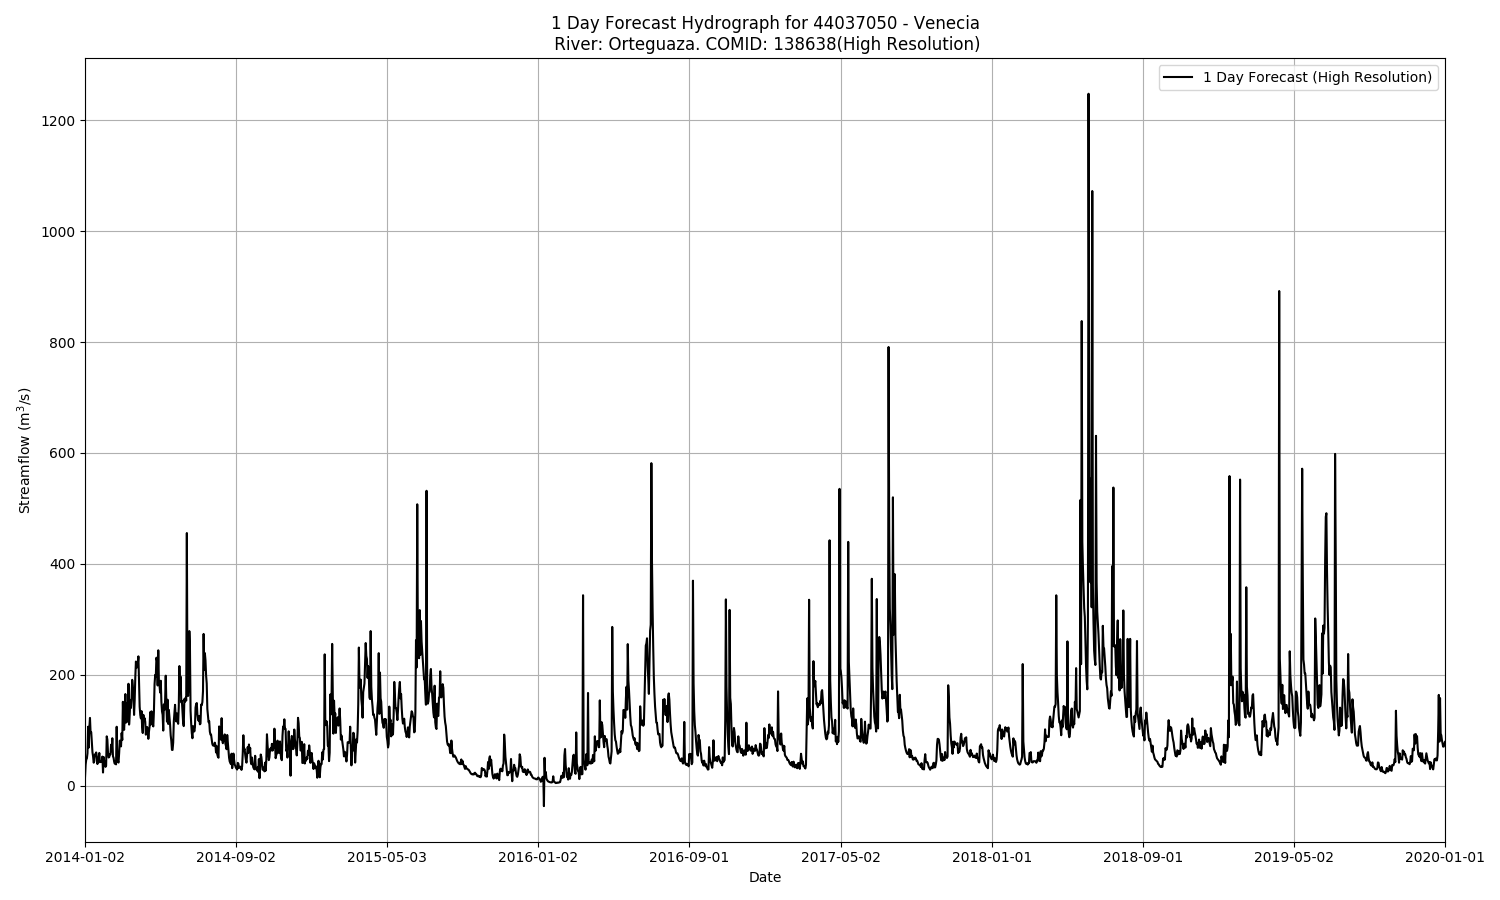 1 Day Forecast Hydrograph for 44037050 - Venecia
River: Orteguaza. COMID: 138638(High Resolution)
1 Day Forecast (High Resolution)
Streamflow (m³/s)
1200
1000
800
600
400
200
0
2014-01-02 2014-09-02 2015-05-03 2016-01-02 2016-09-01 2017-05-02 2018-01-01 2018-09-01 2019-05-02 2020-01-01
Date